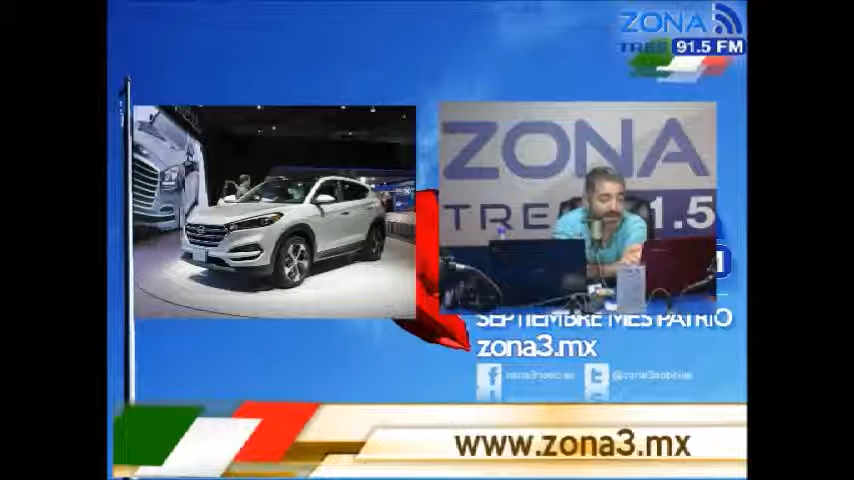 ZONA
TRES 91.5 FM
ZONA
TRES 91.5
SEPTIEMBRE MES PATRIO
zona3.mx
www.zona3.mx